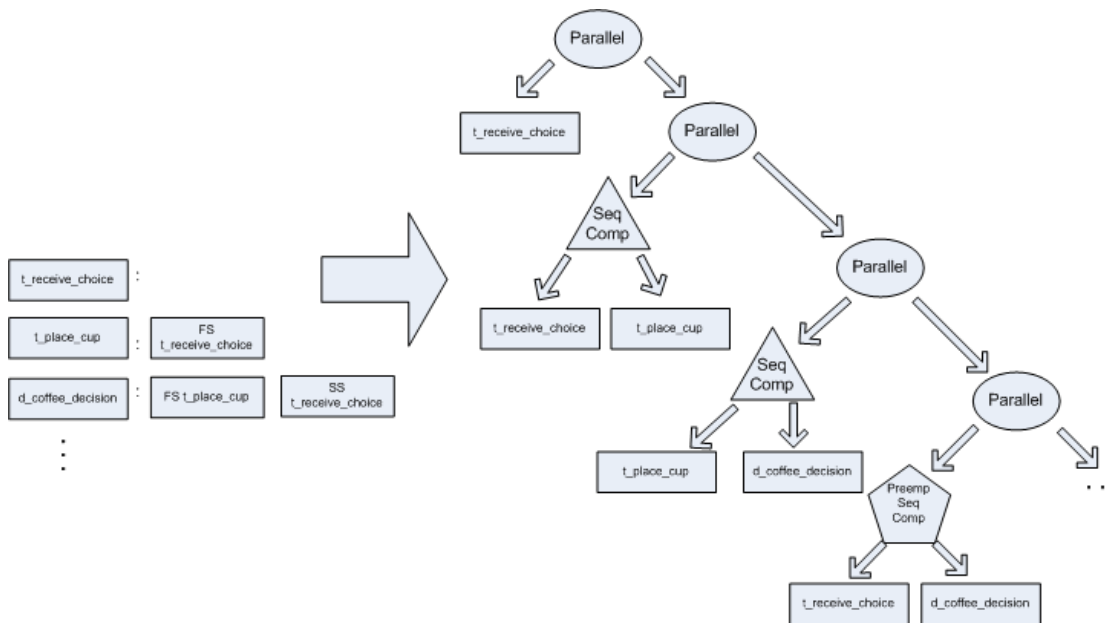 Parallel
t_receive_choice
Parallel
Seq
Comp
t_receive_choice
t_place_cup
Parallel
Seq
Comp
t_place_cup
d_coffee_decision
Parallel
Preemp
Seq
Comp
t_receive_choice
d_coffee_decision
..
t_receive_choice :
t_place_cup : FS
t_receive_choice
d_coffee_decision : FS t_place_cup SS
t_receive_choice